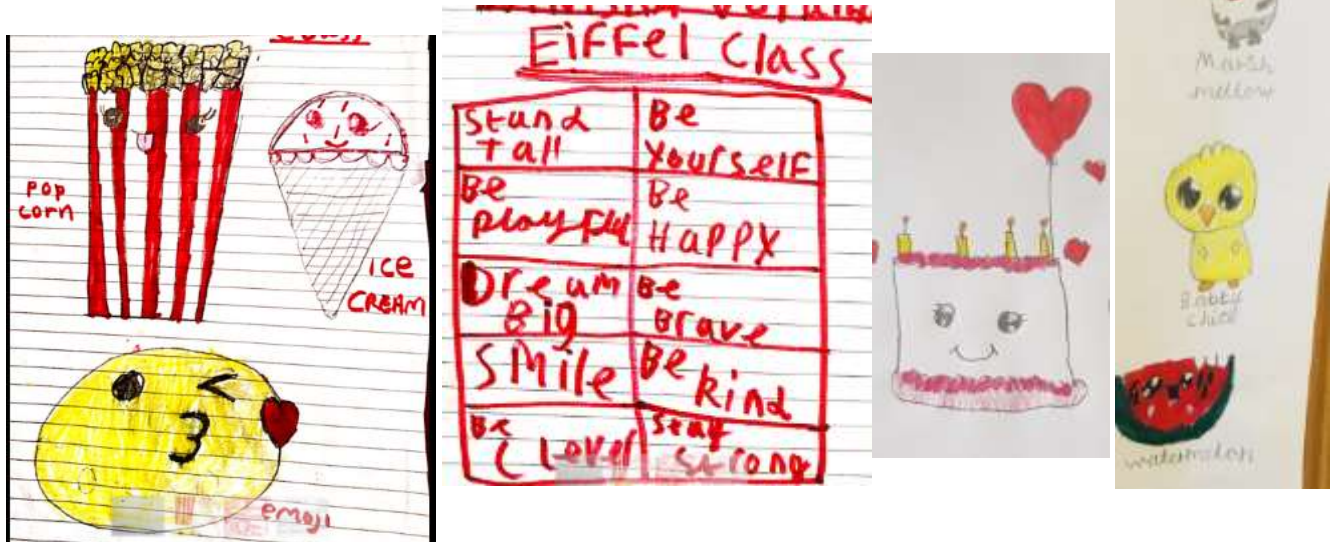 pop
corn
ice
CREAM
emoji
Eiffel Class
Stand
tall
Be
Yourself
Be
playful
Be
HAPPY
Dream
Big
Be
Brave
SMile
Be
kind
Be
Clever
Stay
Strong
Marsh
mellow
Baby
chick
watermelon